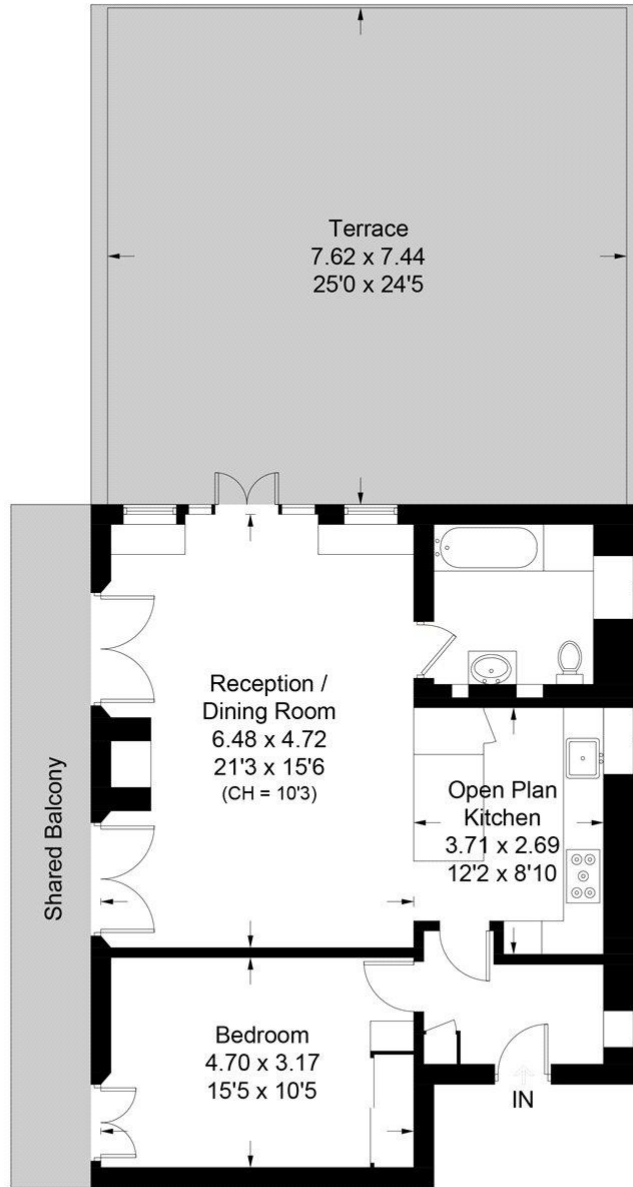 Terrace
7.62 x 7.44
25'0 x 24'5
Reception /
Dining Room
6.48 x 4.72
21'3 x 15'6
(CH = 10'3)
Open Plan
Kitchen
3.71 x 2.69
12'2 x 8'10
Shared Balcony
Bedroom
4.70 x 3.17
15'5 x 10'5
IN